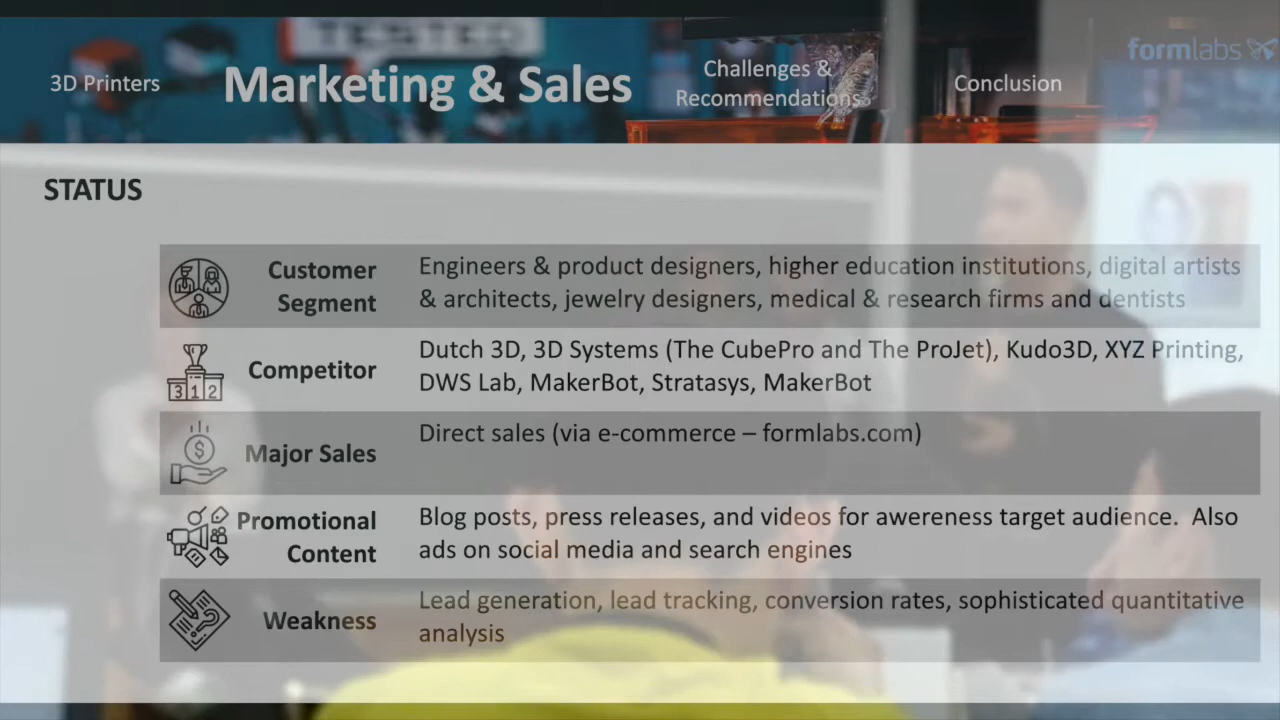 TESTED
formlabs
3D Printers
Marketing & Sales
Challenges &
Recommendations
Conclusion
STATUS
Customer
Segment
Engineers & product designers, higher education institutions, digital artists
& architects, jewelry designers, medical & research firms and dentists
Competitor
Dutch 3D, 3D Systems (The CubePro and The ProJet), Kudo3D, XYZ Printing,
DWS Lab, MakerBot, Stratasys, MakerBot
312
Major Sales
Direct sales (via e-commerce – formlabs.com)
$
Promotional
Content
Blog posts, press releases, and videos for awereness target audience.  Also
ads on social media and search engines
Weakness
Lead generation, lead tracking, conversion rates, sophisticated quantitative
analysis